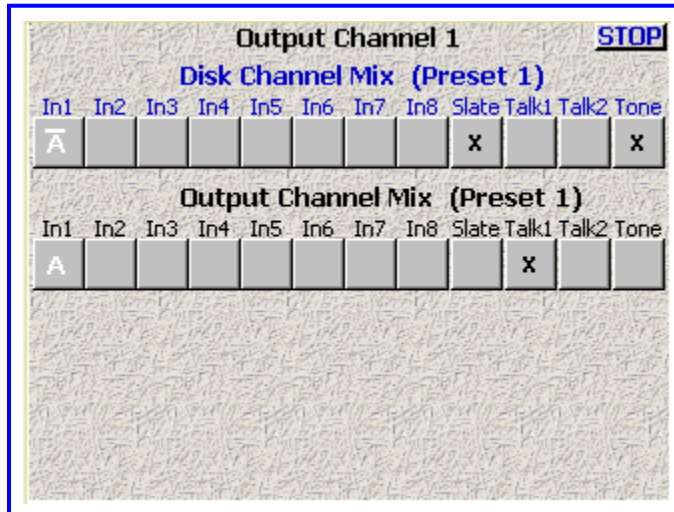 Output Channel 1 STOP
Disk Channel Mix (Preset 1)
In1 In2 In3 In4 In5 In6 In7 In8 Slate Talk1 Talk2 Tone
A̅ X X
Output Channel Mix (Preset 1)
In1 In2 In3 In4 In5 In6 In7 In8 Slate Talk1 Talk2 Tone
A X